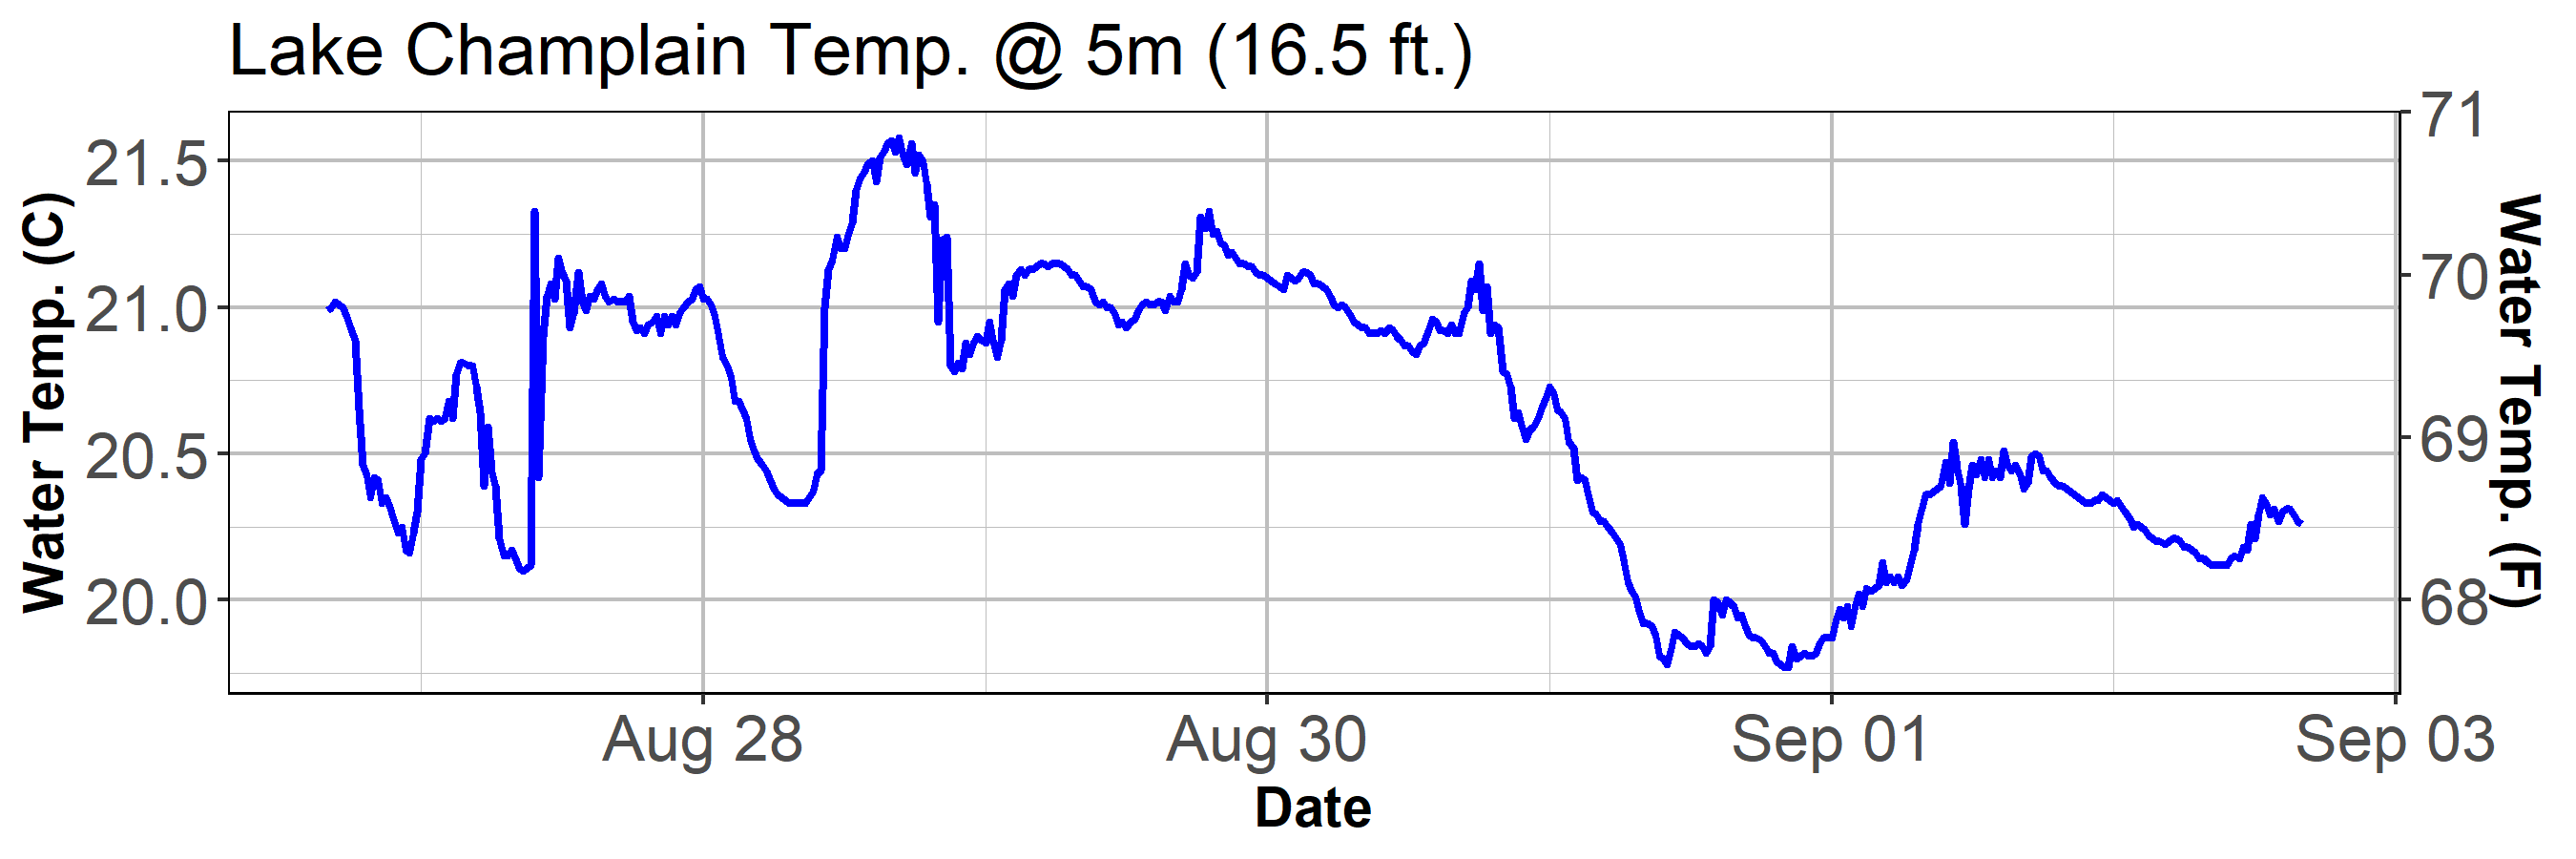 Lake Champlain Temp. @ 5m (16.5 ft.)
Water Temp. (C)
21.5
21.0
20.5
20.0
71
70
69
68
Water Temp. (F)
Aug 28
Aug 30
Sep 01
Sep 03
Date